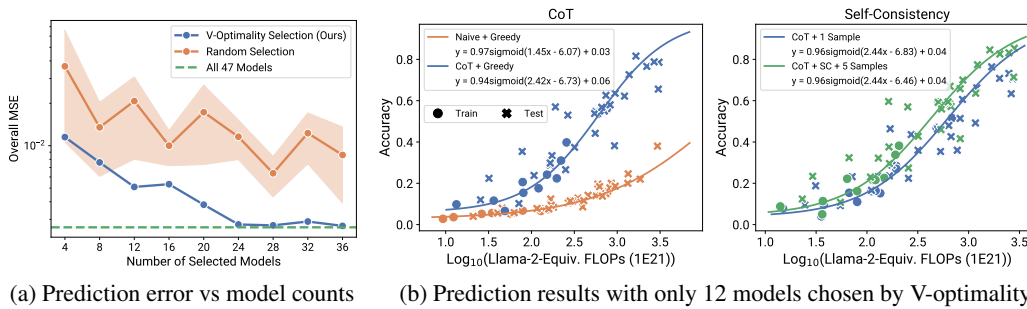 V-Optimality Selection (Ours)
Random Selection
All 47 Models
Overall MSE
10⁻²
4 8 12 16 20 24 28 32 36
Number of Selected Models
(a) Prediction error vs model counts
CoT
Naive + Greedy
y = 0.97sigmoid(1.45x - 6.07) + 0.03
CoT + Greedy
y = 0.94sigmoid(2.42x - 6.73) + 0.06
Train Test
Accuracy
0.8
0.6
0.4
0.2
0.0
1.0 1.5 2.0 2.5 3.0 3.5
Log₁₀(Llama-2-Equiv. FLOPs (1E21))
Self-Consistency
CoT + 1 Sample
y = 0.96sigmoid(2.44x - 6.83) + 0.04
CoT + SC + 5 Samples
y = 0.96sigmoid(2.44x - 6.46) + 0.04
Accuracy
0.8
0.6
0.4
0.2
0.0
1.0 1.5 2.0 2.5 3.0 3.5
Log₁₀(Llama-2-Equiv. FLOPs (1E21))
(b) Prediction results with only 12 models chosen by V-optimality